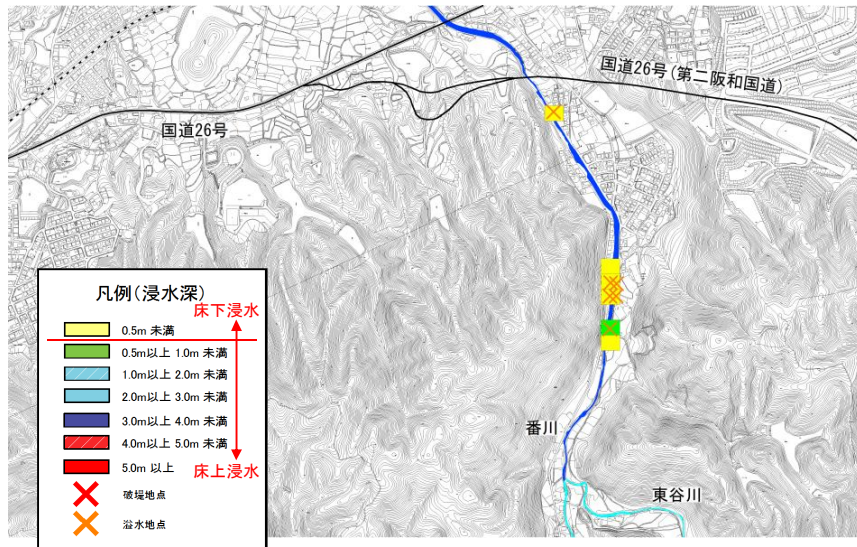 国道26号(第二阪和国道)
国道26号
凡例(浸水深)
床下浸水
0.5m 未満
0.5m以上 1.0m 未満
1.0m以上 2.0m 未満
2.0m以上 3.0m 未満
3.0m以上 4.0m 未満
4.0m以上 5.0m 未満
5.0m 以上
床上浸水
破堤地点
溢水地点
番川
東谷川